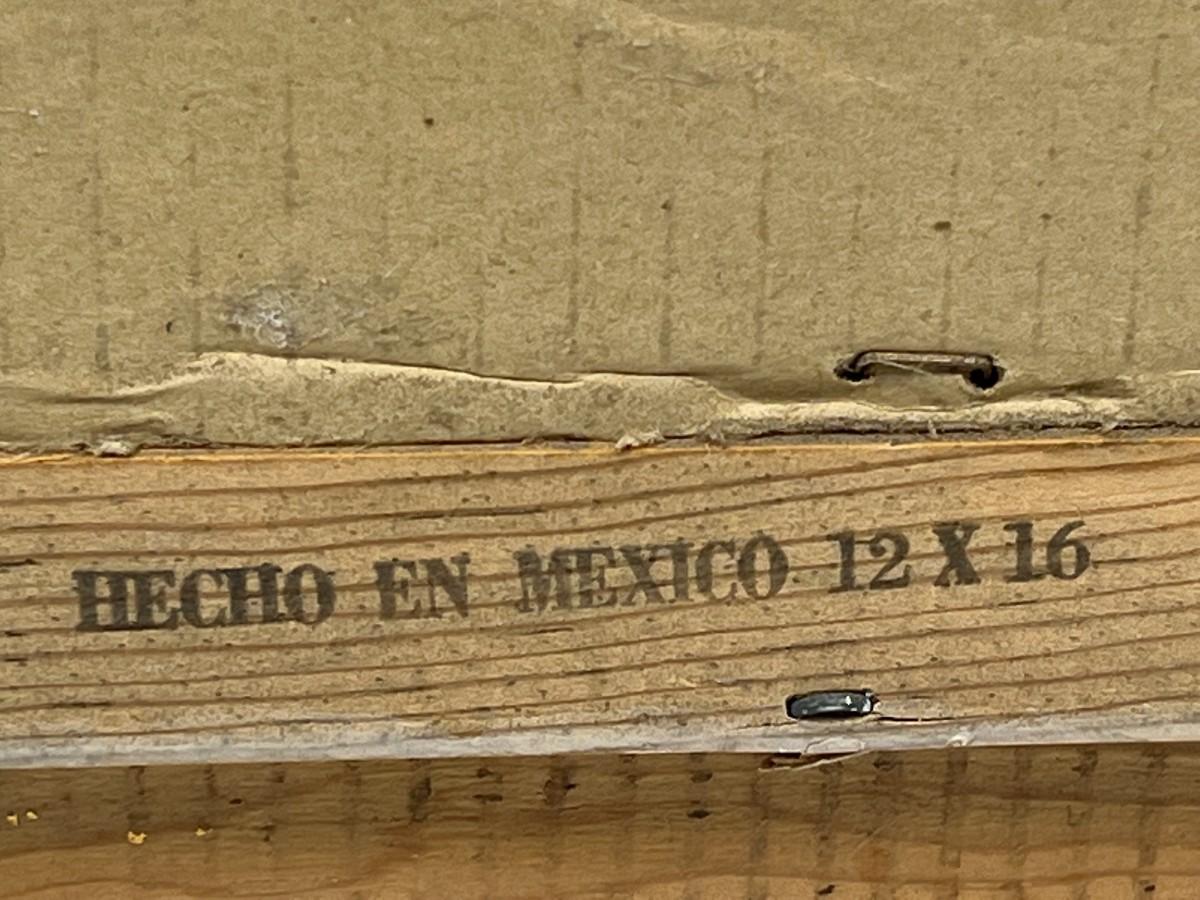 HECHO EN MEXICO 12 X 16